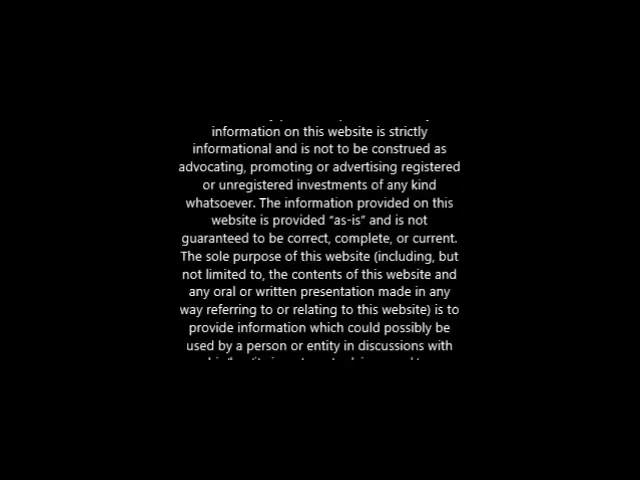 information on this website is strictly
informational and is not to be construed as
advocating, promoting or advertising registered
or unregistered investments of any kind
whatsoever. The information provided on this
website is provided “as-is” and is not
guaranteed to be correct, complete, or current.
The sole purpose of this website (including, but
not limited to, the contents of this website and
any oral or written presentation made in any
way referring to or relating to this website) is to
provide information which could possibly be
used by a person or entity in discussions with